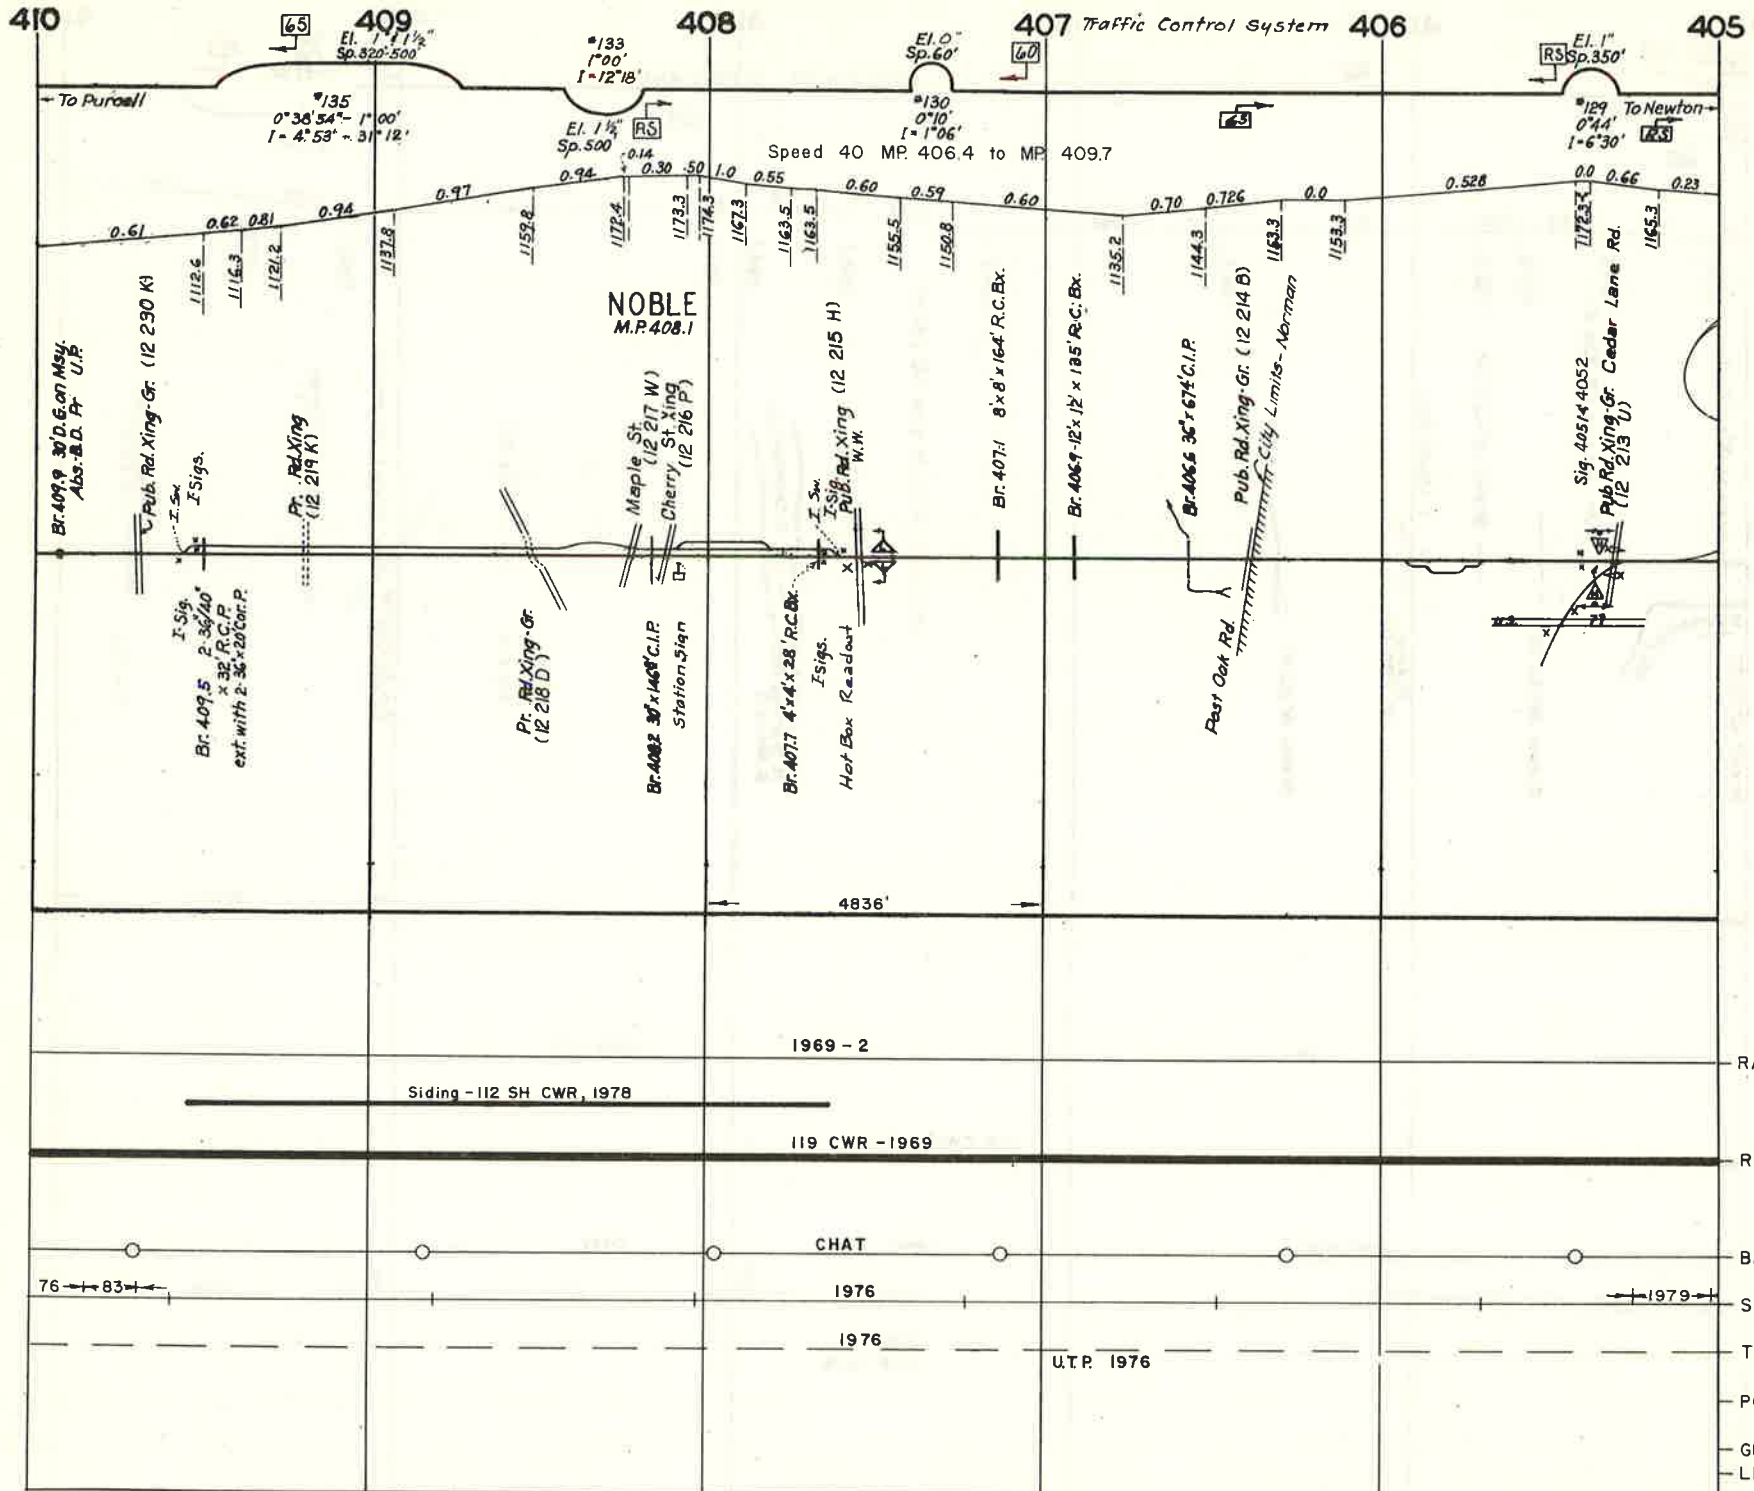 410
409
408
407
Traffic Control System
406
405
65
El. 1" 1 1/2"
Sp. 320'-500'
#133
1°00'
I = 12°18'
El. 0"
Sp. 60'
60
RS
El. 1"
Sp. 350'
← To Purcell
#135
0°38'54" - 1°00'
I = 4°53' - 31°12'
El. 1 1/2"
Sp. 500'
RS
#130
0°10'
I = 1°06'
65
#129
0°44'
I = 6°30'
To Newton →
RS
Speed 40 MP. 406.4 to MP. 409.7
0.61
0.62
0.81
0.94
0.97
0.94
0.14
0.30
.50
1.0
0.55
0.60
0.59
0.60
0.70
0.726
0.0
0.528
0.0
0.66
0.23
1112.6
1116.3
1121.2
1137.8
1159.8
1172.4
1173.3
1174.3
1167.3
1163.5
1163.5
1155.5
1150.8
1135.2
1144.3
1153.3
1172.3
1165.3
NOBLE
M.P. 408.1
Br. 409.9 30' D.G. on Msy.
Abs.-B.D. Pr U.P.
Pub. Rd. Xing-Gr. (12 230 K)
I. Sw.
I-Sigs.
Pr. Rd. Xing
(12 219 K)
Maple St.
(12 217 W)
Cherry St. Xing
(12 216 P)
I. Sw.
I-Sig.
Pub. Rd. Xing (12 215 H)
W.W.
Br. 407.1 8' x 8' x 164' R.C. Bx.
Br. 406.9 - 12' x 12' x 185' R.C. Bx.
Br. 406.6 36" x 67 1/2' C.I.P.
Pub. Rd. Xing-Gr. (12 214 B)
City Limits - Norman
Sig. 4051 & 4052
Pub Rd. Xing-Gr. Cedar Lane Rd.
(12 213 U)
I-Sig.
Br. 409.5 2-36"/40"
x 32' R.C.P.
ext. with 2-36" x 20' Cor. P.
Pr. Rd. Xing-Gr.
(12 218 D)
Station Sign
Br. 407.7 4' x 4' x 28' R.C. Bx.
I-Sigs.
Hot Box Readout
Post Oak Rd.
4836'
1969 - 2
Siding - 112 SH CWR, 1978
119 CWR - 1969
CHAT
76
83
1976
1979
1976
U.T.P. 1976
RA
R
B
S
T
P
G
L